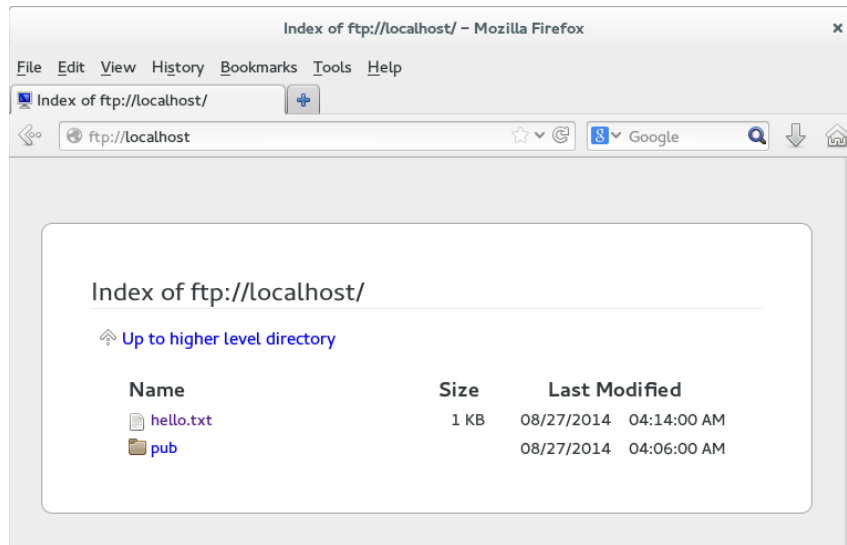 Index of ftp://localhost/ – Mozilla Firefox ×
File Edit View History Bookmarks Tools Help
Index of ftp://localhost/
ftp://localhost 8 Google
Index of ftp://localhost/
Up to higher level directory
Name Size Last Modified
hello.txt 1 KB 08/27/2014 04:14:00 AM
pub 08/27/2014 04:06:00 AM